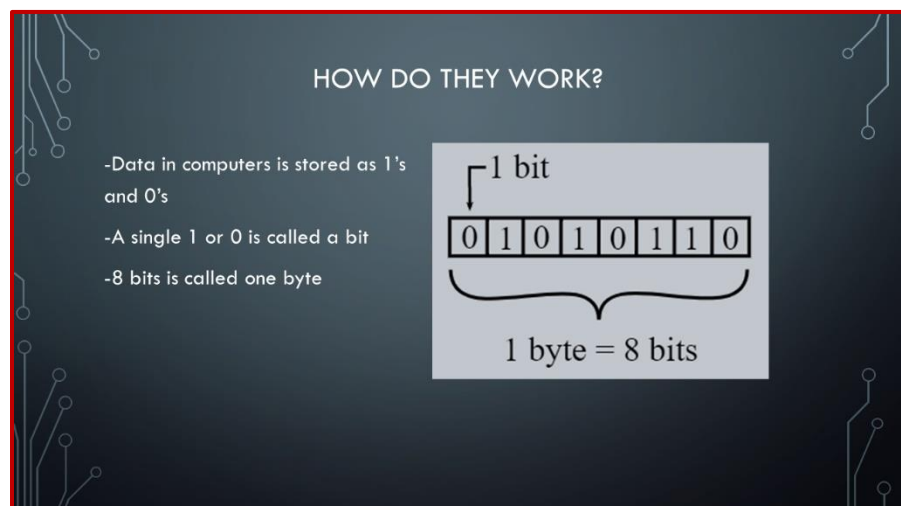 HOW DO THEY WORK?
-Data in computers is stored as 1's
and 0's
-A single 1 or 0 is called a bit
-8 bits is called one byte
1 bit
0 1 0 1 0 1 1 0
1 byte = 8 bits